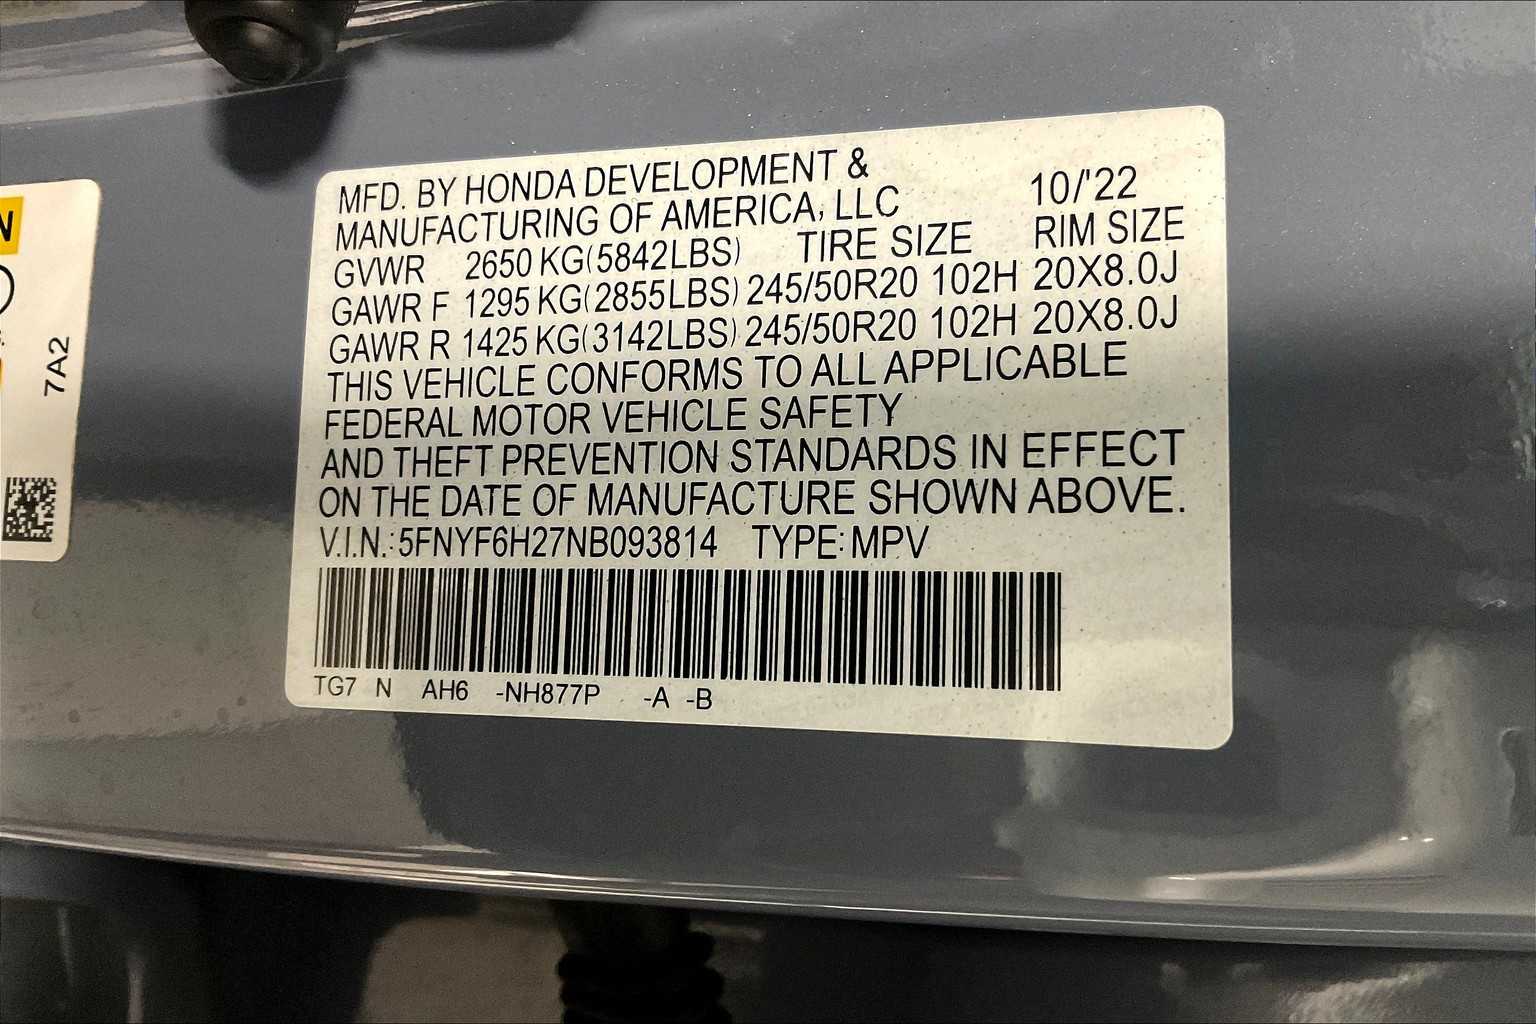 N
7A2
MFD. BY HONDA DEVELOPMENT &
MANUFACTURING OF AMERICA, LLC 10/'22
GVWR 2650 KG(5842LBS) TIRE SIZE RIM SIZE
GAWR F 1295 KG(2855LBS) 245/50R20 102H 20X8.0J
GAWR R 1425 KG(3142LBS) 245/50R20 102H 20X8.0J
THIS VEHICLE CONFORMS TO ALL APPLICABLE
FEDERAL MOTOR VEHICLE SAFETY
AND THEFT PREVENTION STANDARDS IN EFFECT
ON THE DATE OF MANUFACTURE SHOWN ABOVE.
V.I.N.: 5FNYF6H27NB093814 TYPE: MPV
TG7 N AH6 -NH877P -A -B